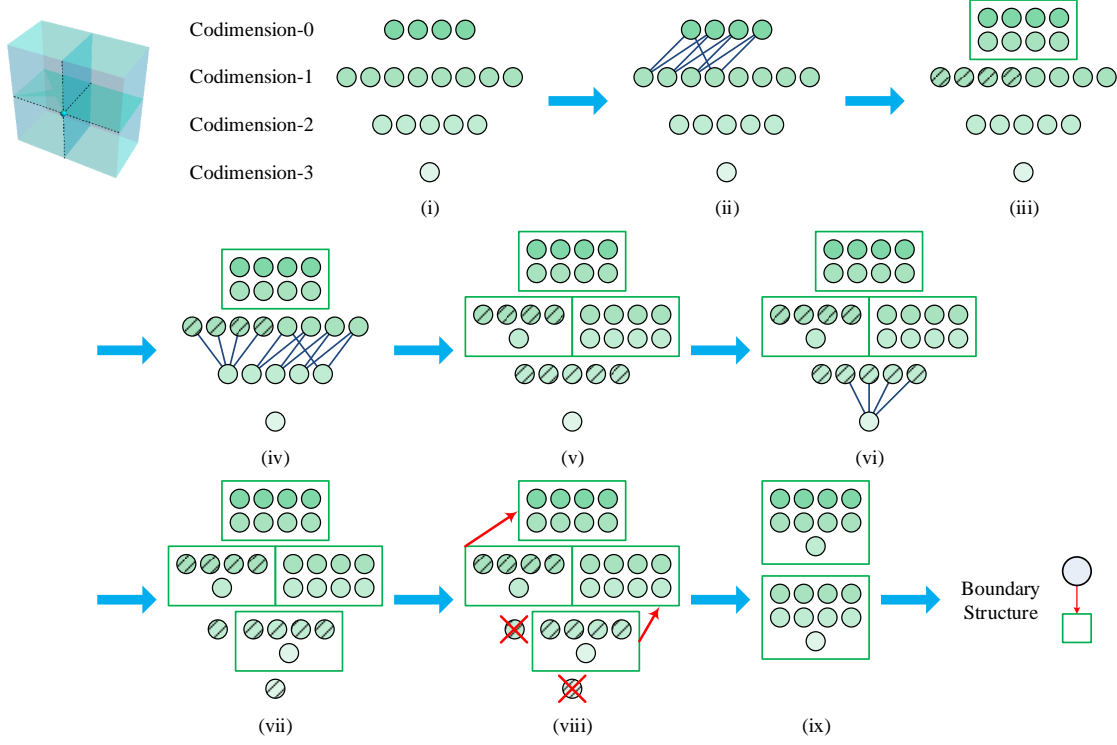 Codimension-0
Codimension-1
Codimension-2
Codimension-3
(i)
(ii)
(iii)
(iv)
(v)
(vi)
(vii)
(viii)
(ix)
Boundary
Structure